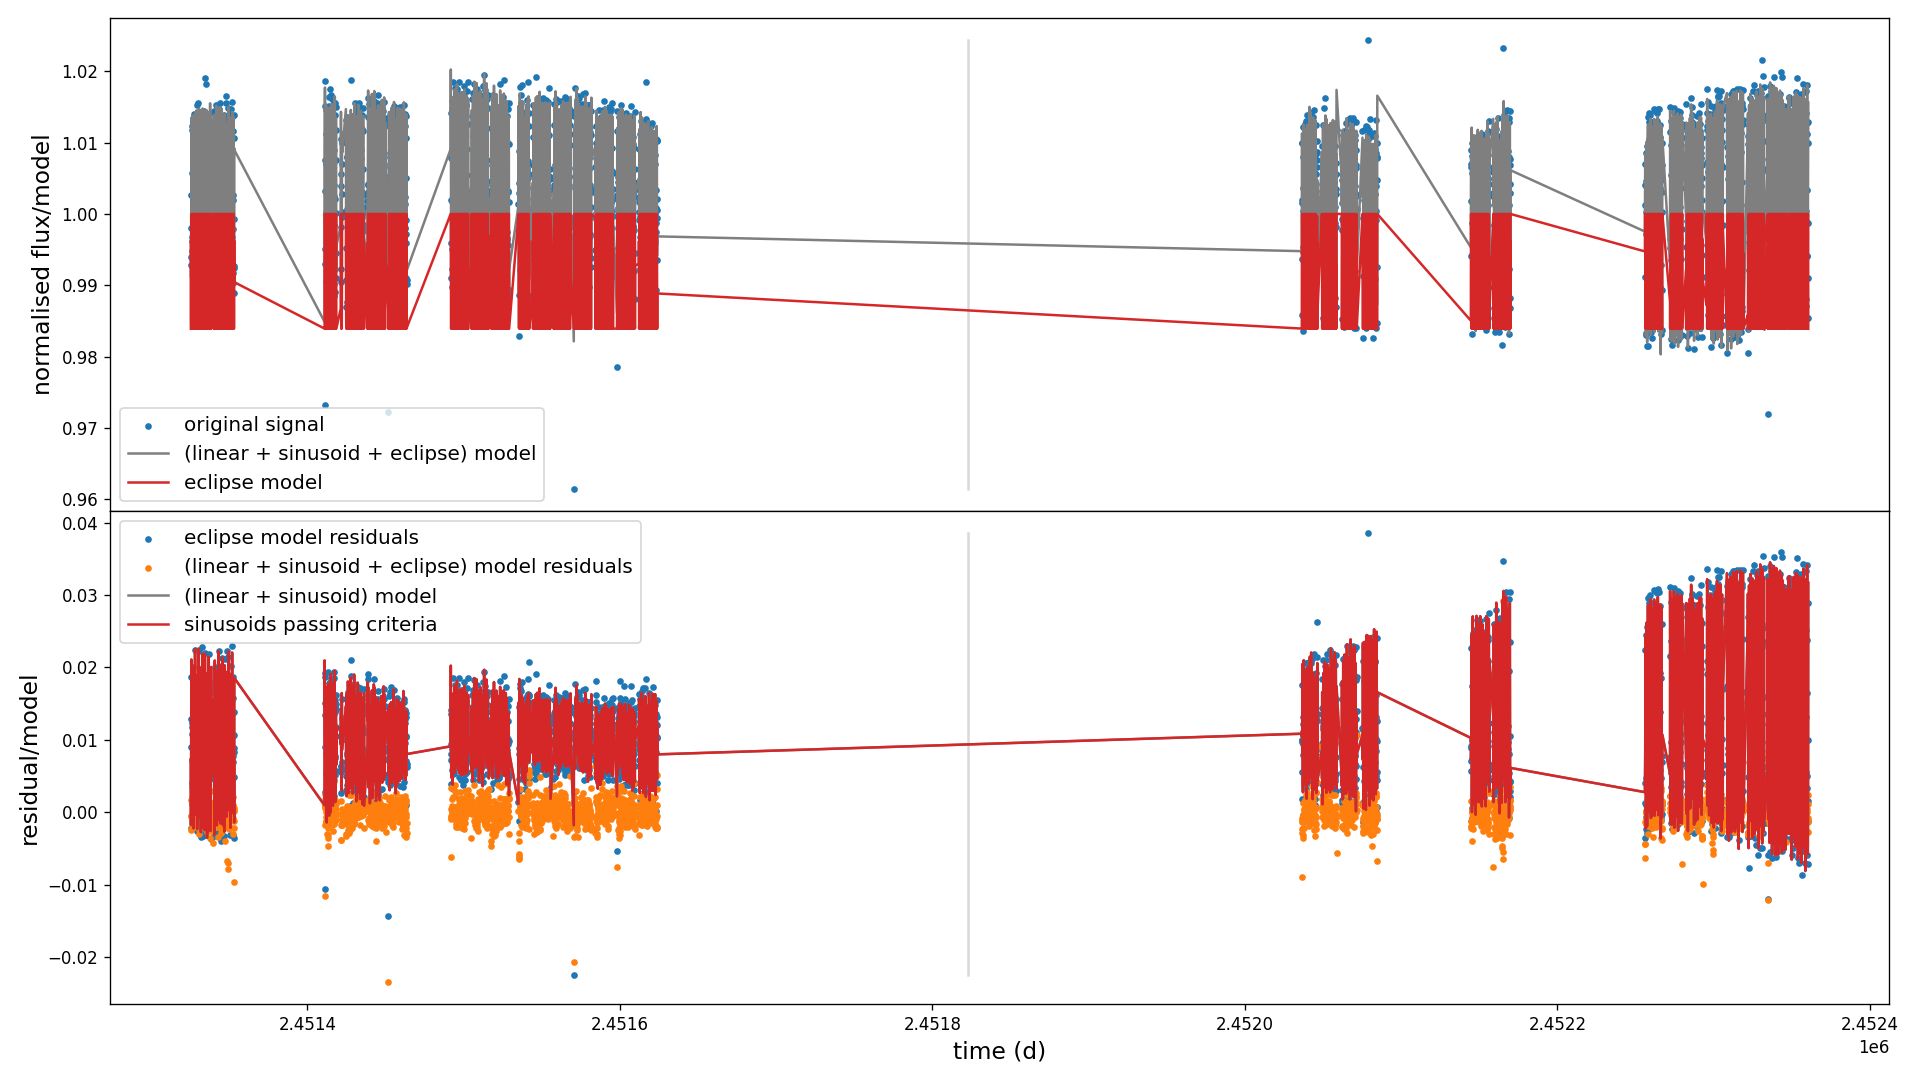 normalised flux/model
1.02
1.01
1.00
0.99
0.98
0.97
0.96
original signal
(linear + sinusoid + eclipse) model
eclipse model
residual/model
0.04
0.03
0.02
0.01
0.00
−0.01
−0.02
eclipse model residuals
(linear + sinusoid + eclipse) model residuals
(linear + sinusoid) model
sinusoids passing criteria
2.4514 2.4516 2.4518 2.4520 2.4522 2.4524
1e6
time (d)